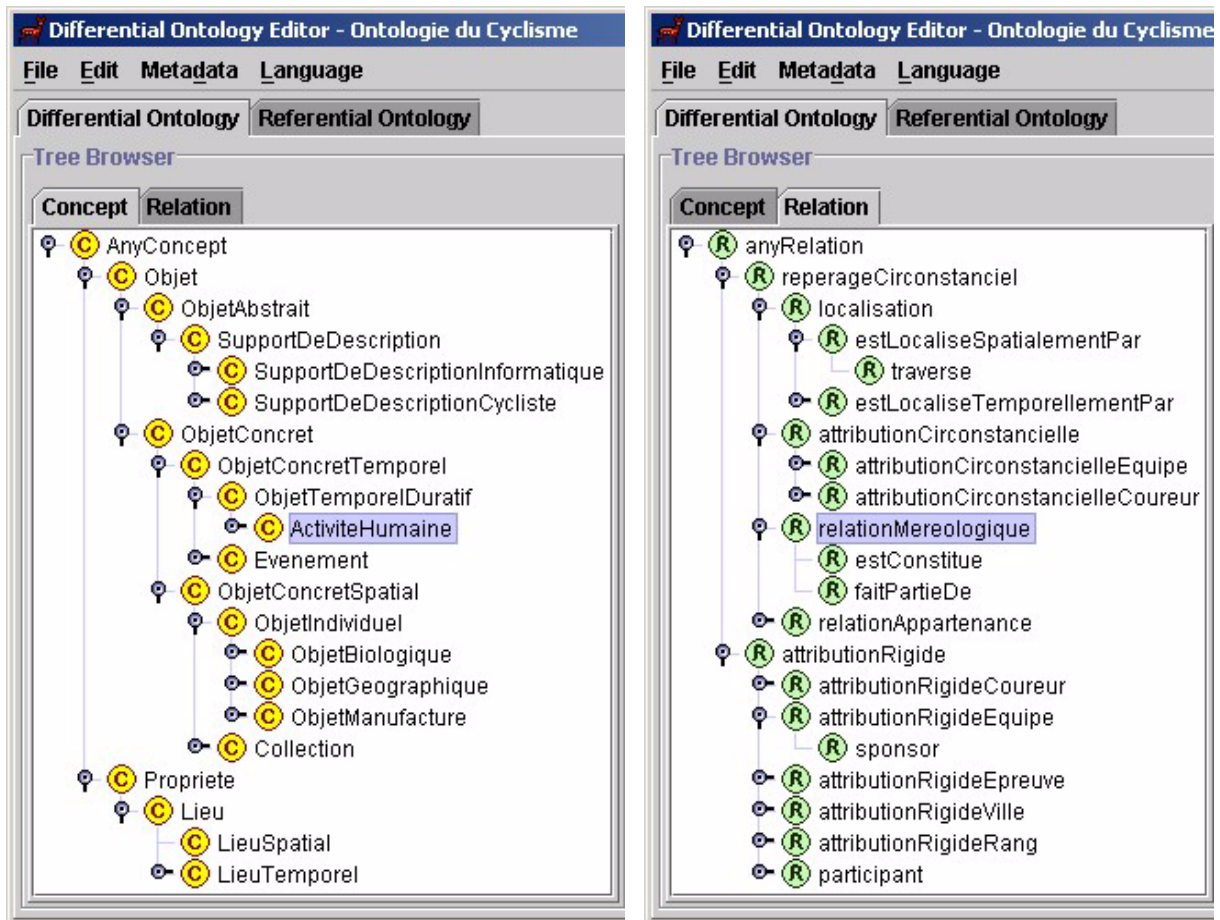 Differential Ontology Editor - Ontologie du Cyclisme
File Edit Metadata Language
Differential Ontology Referential Ontology
Tree Browser
Concept Relation
C AnyConcept
C Objet
C ObjetAbstrait
C SupportDeDescription
C SupportDeDescriptionInformatique
C SupportDeDescriptionCycliste
C ObjetConcret
C ObjetConcretTemporel
C ObjetTemporelDuratif
C ActiviteHumaine
C Evenement
C ObjetConcretSpatial
C ObjetIndividuel
C ObjetBiologique
C ObjetGeographique
C ObjetManufacture
C Collection
C Propriete
C Lieu
C LieuSpatial
C LieuTemporel
Differential Ontology Editor - Ontologie du Cyclisme
File Edit Metadata Language
Differential Ontology Referential Ontology
Tree Browser
Concept Relation
R anyRelation
R reperageCirconstanciel
R localisation
R estLocaliseSpatialementPar
R traverse
R estLocaliseTemporellementPar
R attributionCirconstancielle
R attributionCirconstancielleEquipe
R attributionCirconstancielleCoureur
R relationMereologique
R estConstitue
R faitPartieDe
R relationAppartenance
R attributionRigide
R attributionRigideCoureur
R attributionRigideEquipe
R sponsor
R attributionRigideEpreuve
R attributionRigideVille
R attributionRigideRang
R participant